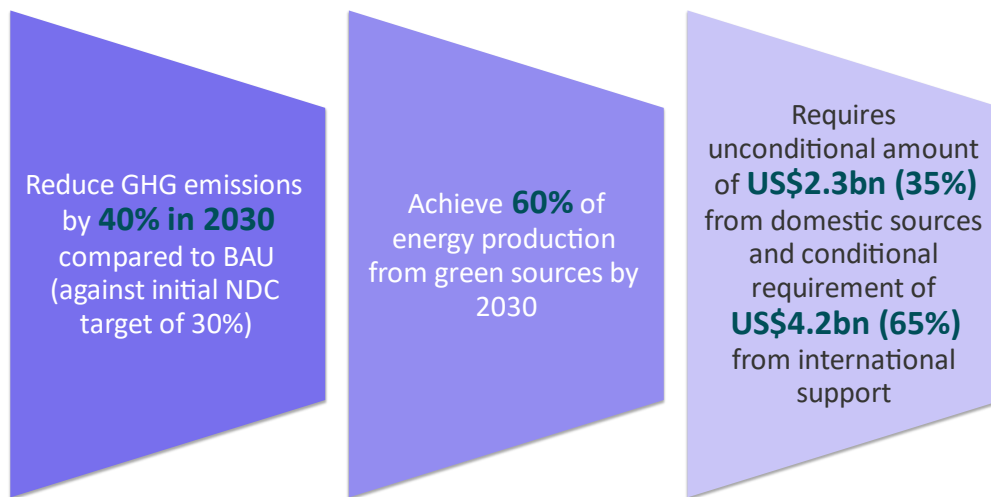 Reduce GHG emissions
by 40% in 2030
compared to BAU
(against initial NDC
target of 30%)
Achieve 60% of
energy production
from green sources by
2030
Requires
unconditional amount
of US$2.3bn (35%)
from domestic sources
and conditional
requirement of
US$4.2bn (65%)
from international
support